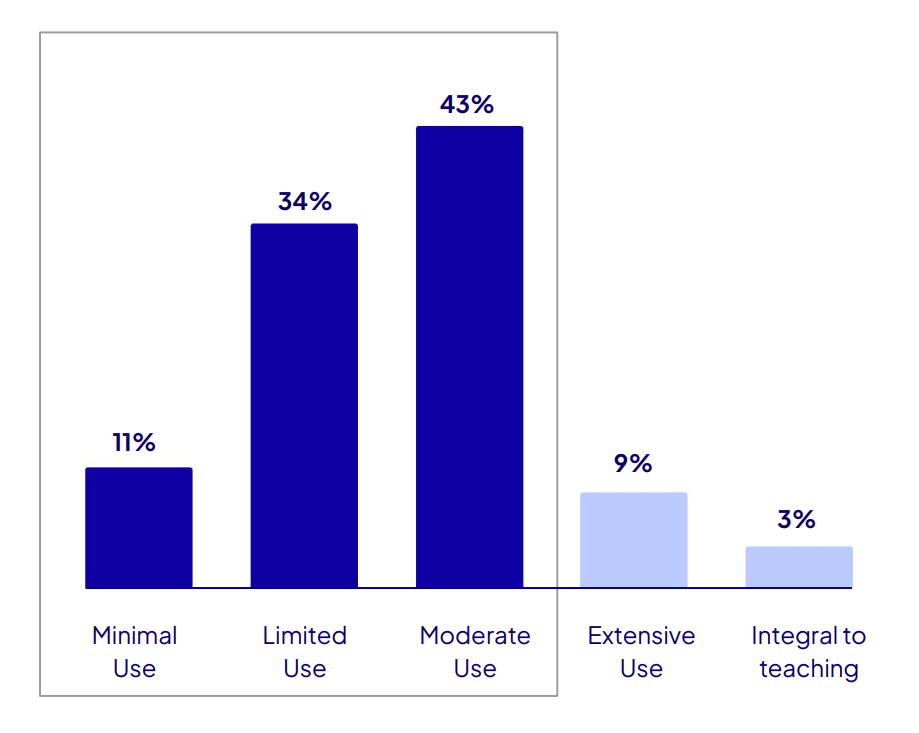 43%
34%
11%
9%
3%
Minimal Use
Limited Use
Moderate Use
Extensive Use
Integral to teaching